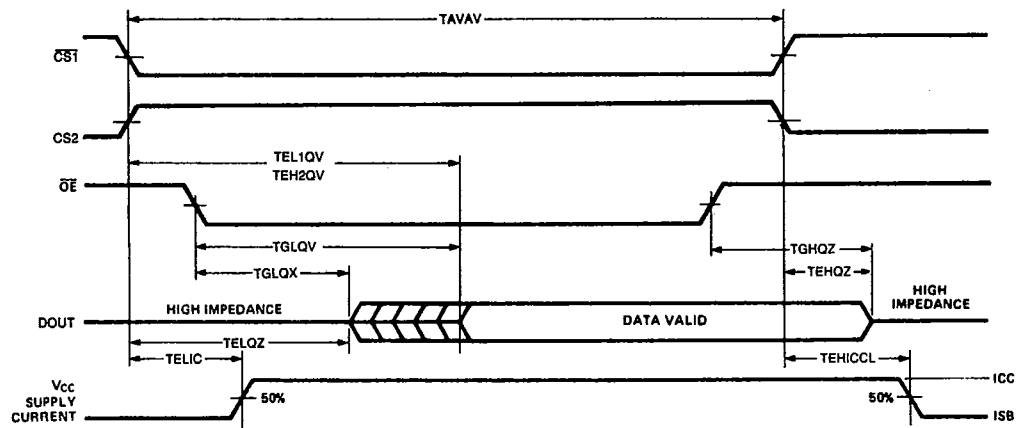 TAVAV
CS1
CS2
TEL1QV
TEH2QV
OE
TGLQV
TGHQZ
TGLQX
TEHQZ
HIGH IMPEDANCE
HIGH
IMPEDANCE
DOUT
DATA VALID
TELQZ
TELIC
TEHICCL
VCC
SUPPLY
CURRENT
50%
50%
ICC
ISB